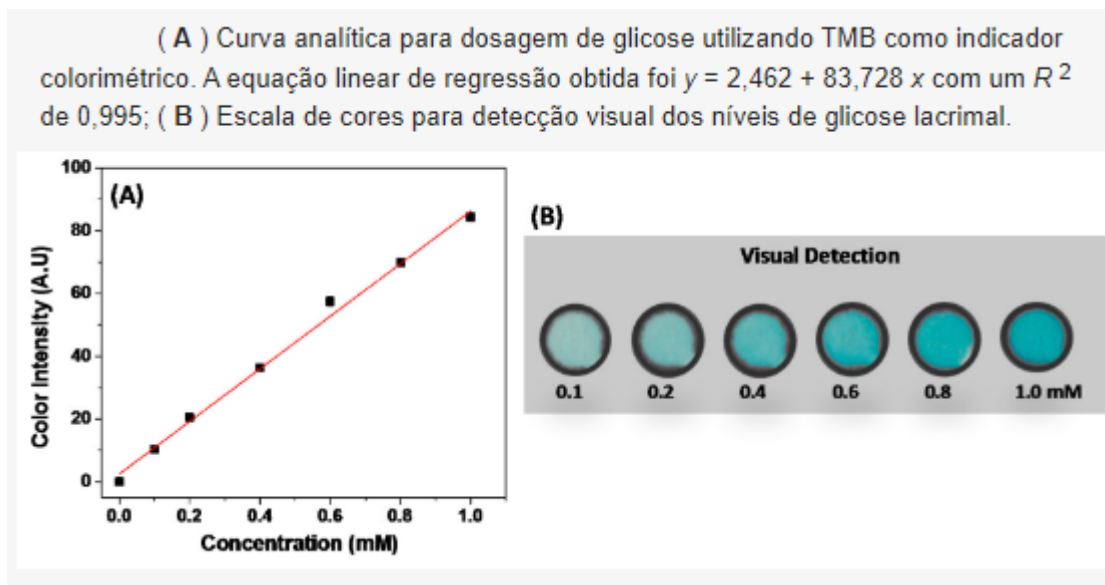 ( A ) Curva analítica para dosagem de glicose utilizando TMB como indicador
colorimétrico. A equação linear de regressão obtida foi y = 2,462 + 83,728 x com um R 2
de 0,995; ( B ) Escala de cores para detecção visual dos níveis de glicose lacrimal.
(A)
100
80
60
40
20
0
Color Intensity (A.U)
0.0 0.2 0.4 0.6 0.8 1.0
Concentration (mM)
(B)
Visual Detection
0.1 0.2 0.4 0.6 0.8 1.0 mM